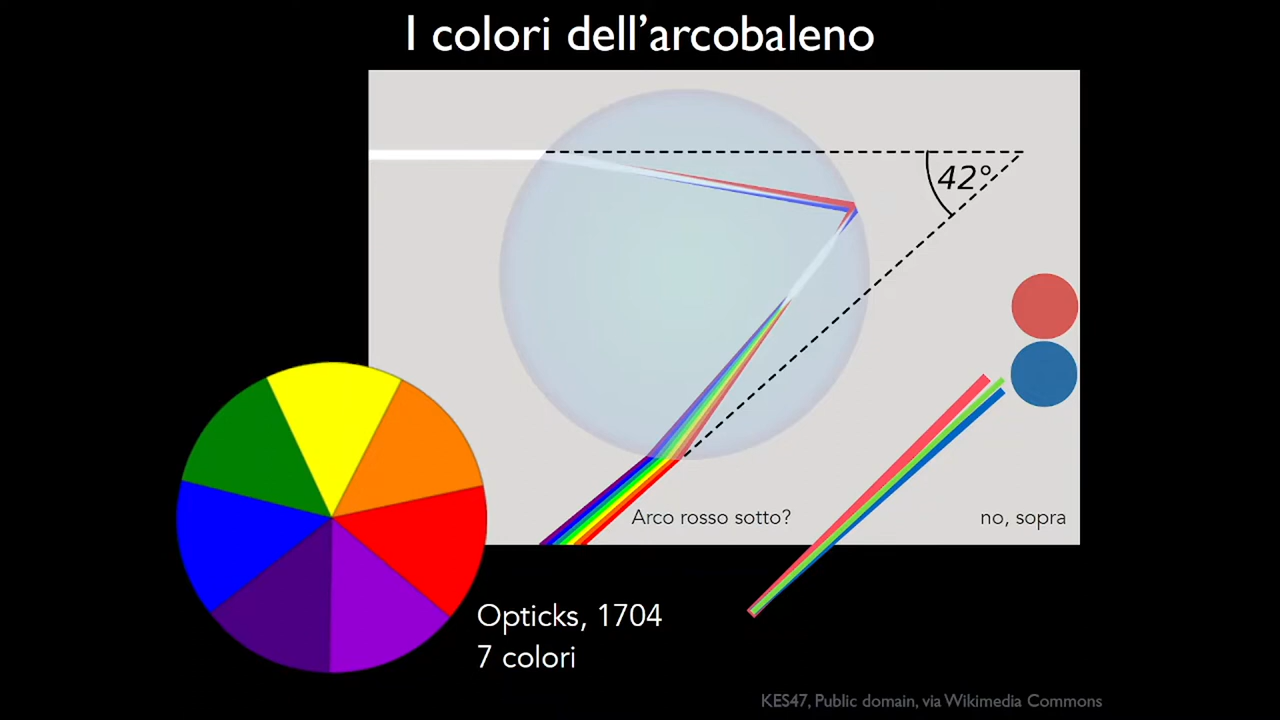 I colori dell’arcobaleno
42°
Arco rosso sotto?
no, sopra
Opticks, 1704
7 colori
KES47, Public domain, via Wikimedia Commons